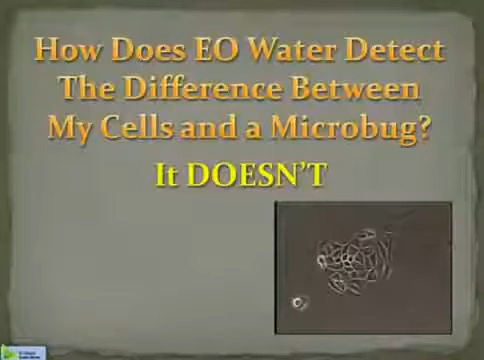 How Does EO Water Detect
The Difference Between
My Cells and a Microbug?
It DOESN'T